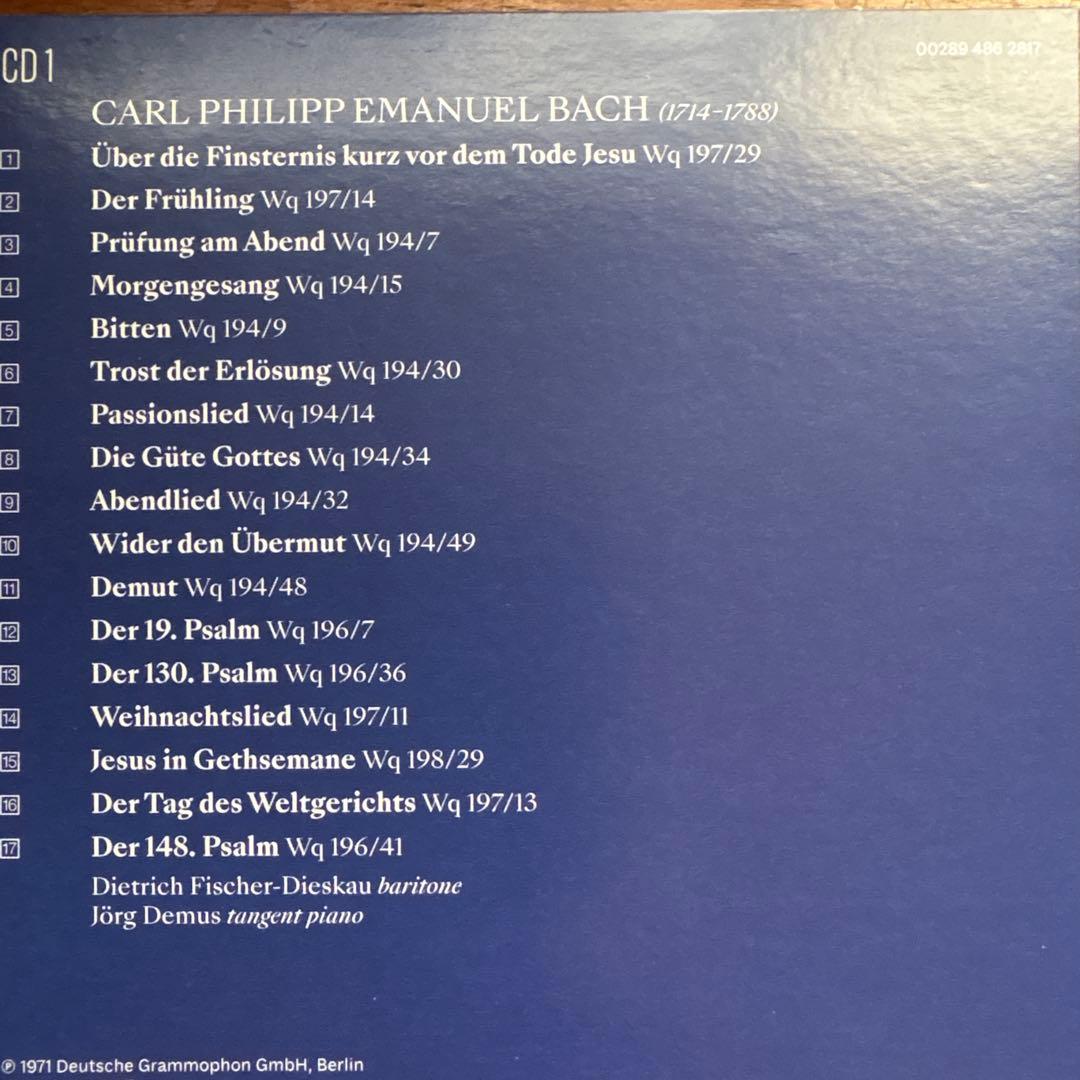 CD 1
00289 486 2817
CARL PHILIPP EMANUEL BACH (1714–1788)
1 Über die Finsternis kurz vor dem Tode Jesu Wq 197/29
2 Der Frühling Wq 197/14
3 Prüfung am Abend Wq 194/7
4 Morgengesang Wq 194/15
5 Bitten Wq 194/9
6 Trost der Erlösung Wq 194/30
7 Passionslied Wq 194/14
8 Die Güte Gottes Wq 194/34
9 Abendlied Wq 194/32
10 Wider den Übermut Wq 194/49
11 Demut Wq 194/48
12 Der 19. Psalm Wq 196/7
13 Der 130. Psalm Wq 196/36
14 Weihnachtslied Wq 197/11
15 Jesus in Gethsemane Wq 198/29
16 Der Tag des Weltgerichts Wq 197/13
17 Der 148. Psalm Wq 196/41
Dietrich Fischer-Dieskau baritone
Jörg Demus tangent piano
℗ 1971 Deutsche Grammophon GmbH, Berlin